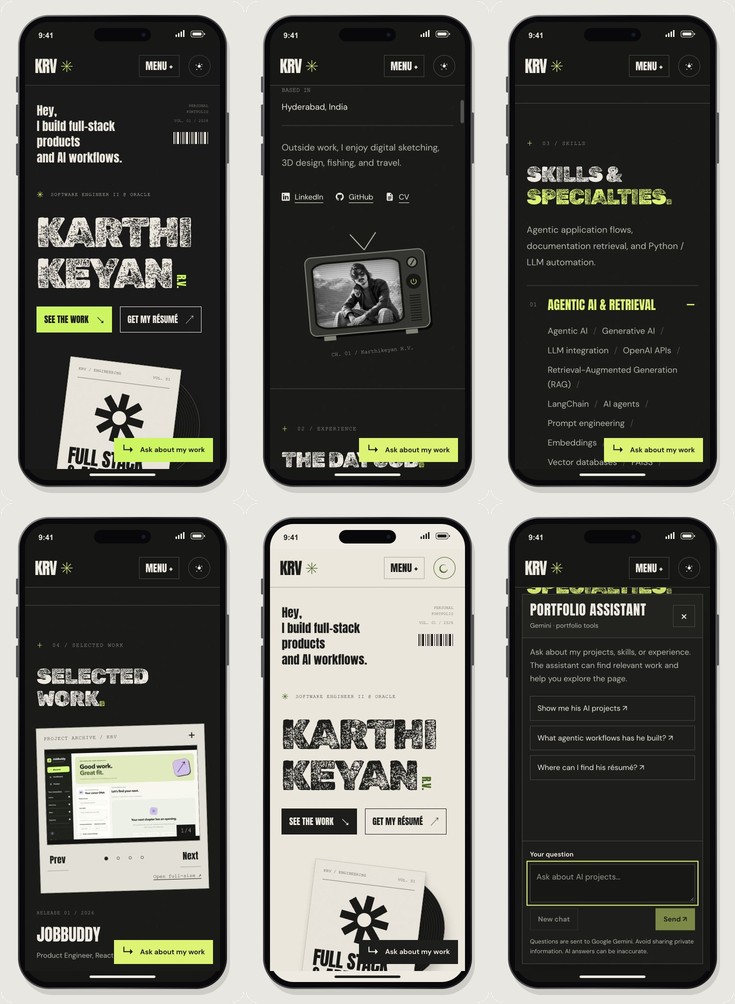 9:41
KRV
MENU
Hey,
I build full-stack
products
and AI workflows.
PERSONAL
PORTFOLIO
VOL. 01 / 2026
SOFTWARE ENGINEER II @ ORACLE
KARTHI
KEYAN R.V.
SEE THE WORK
GET MY RÉSUMÉ
KRV / ENGINEERING
VOL. 01
FULL STACK
Ask about my work
9:41
KRV
MENU
BASED IN
Hyderabad, India
Outside work, I enjoy digital sketching,
3D design, fishing, and travel.
LinkedIn GitHub CV
CH. 01 / Karthikeyan R.V.
02 / EXPERIENCE
THE DAY
Ask about my work
9:41
KRV
MENU
03 / SKILLS
SKILLS &
SPECIALTIES.
Agentic application flows,
documentation retrieval, and Python /
LLM automation.
01 AGENTIC AI & RETRIEVAL
Agentic AI / Generative AI /
LLM integration / OpenAI APIs /
Retrieval-Augmented Generation
(RAG) /
LangChain / AI agents /
Prompt engineering /
Embeddings
Vector databases / FAISS /
Ask about my work
9:41
KRV
MENU
04 / SELECTED WORK
SELECTED
WORK.
PROJECT ARCHIVE / KRV
Good work.
Great fit.
1/4
Prev
Next
Open full-size ↗
RELEASE 01 / 2026
JOBBUDDY
Product Engineer, React
Ask about my work
9:41
KRV
MENU
Hey,
I build full-stack
products
and AI workflows.
PERSONAL
PORTFOLIO
VOL. 01 / 2026
SOFTWARE ENGINEER II @ ORACLE
KARTHI
KEYAN R.V.
SEE THE WORK
GET MY RÉSUMÉ
KRV / ENGINEERING
VOL. 01
FULL STACK
Ask about my work
9:41
KRV
MENU
SPECIALTIES.
PORTFOLIO ASSISTANT
Gemini · portfolio tools
Ask about my projects, skills, or experience.
The assistant can find relevant work and
help you explore the page.
Show me his AI projects ↗
What agentic workflows has he built? ↗
Where can I find his résumé? ↗
Your question
Ask about AI projects…
New chat
Send ↗
Questions are sent to Google Gemini. Avoid sharing private
information. AI answers can be inaccurate.